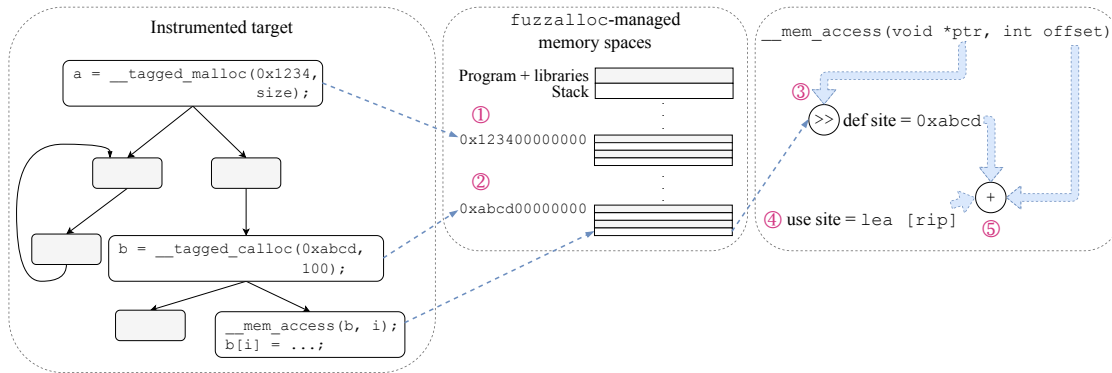 Instrumented target
a = __tagged_malloc(0x1234,
size);
b = __tagged_calloc(0xabcd,
100);
__mem_access(b, i);
b[i] = ...;
fuzzalloc-managed
memory spaces
Program + libraries
Stack
①
0x123400000000
②
0xabcd00000000
__mem_access(void *ptr, int offset)
③
>> def site = 0xabcd
+
④ use site = lea [rip]
⑤